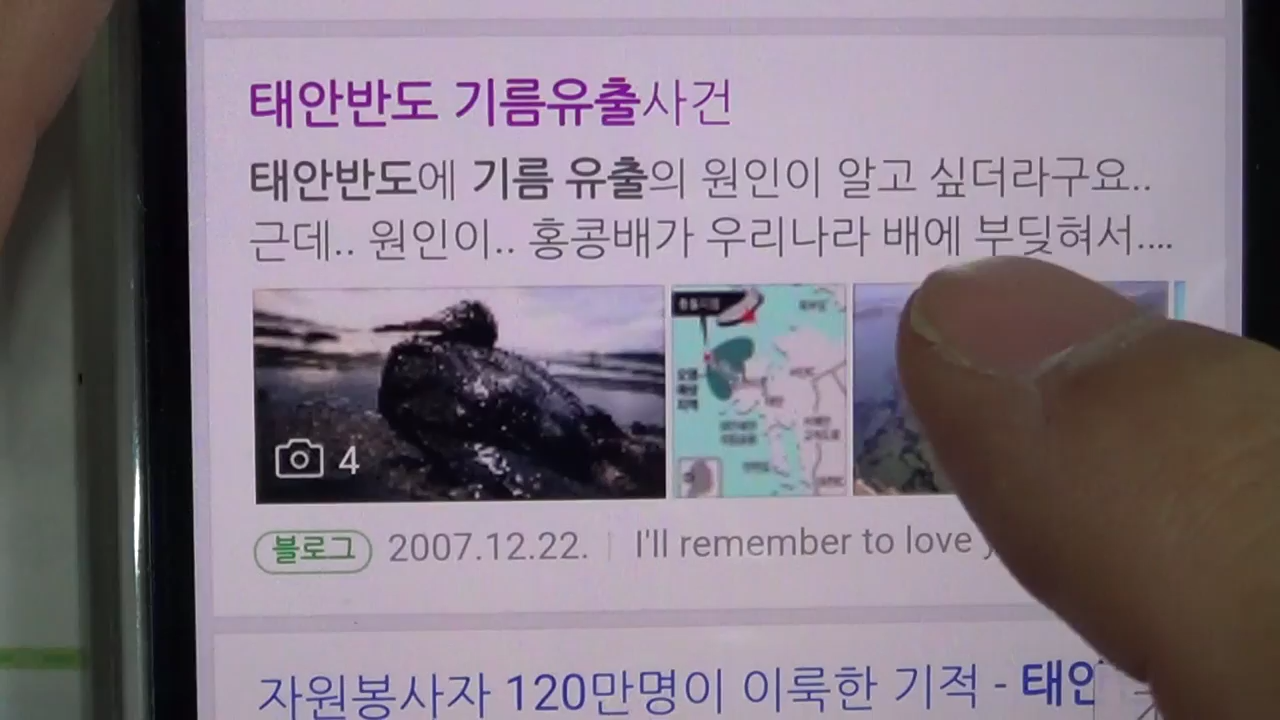 태안반도 기름유출사건
태안반도에 기름 유출의 원인이 알고 싶더라구요..
근데.. 원인이.. 홍콩배가 우리나라 배에 부딪혀서....
4
블로그 2007.12.22. I'll remember to love
자원봉사자 120만명이 이룩한 기적 - 태안